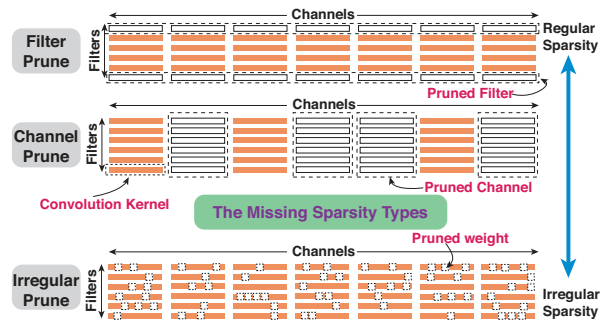 Channels
Filter
Prune
Filters
Regular
Sparsity
Pruned Filter
Channels
Channel
Prune
Filters
Convolution Kernel
Pruned Channel
The Missing Sparsity Types
Channels
Pruned weight
Irregular
Prune
Filters
Irregular
Sparsity